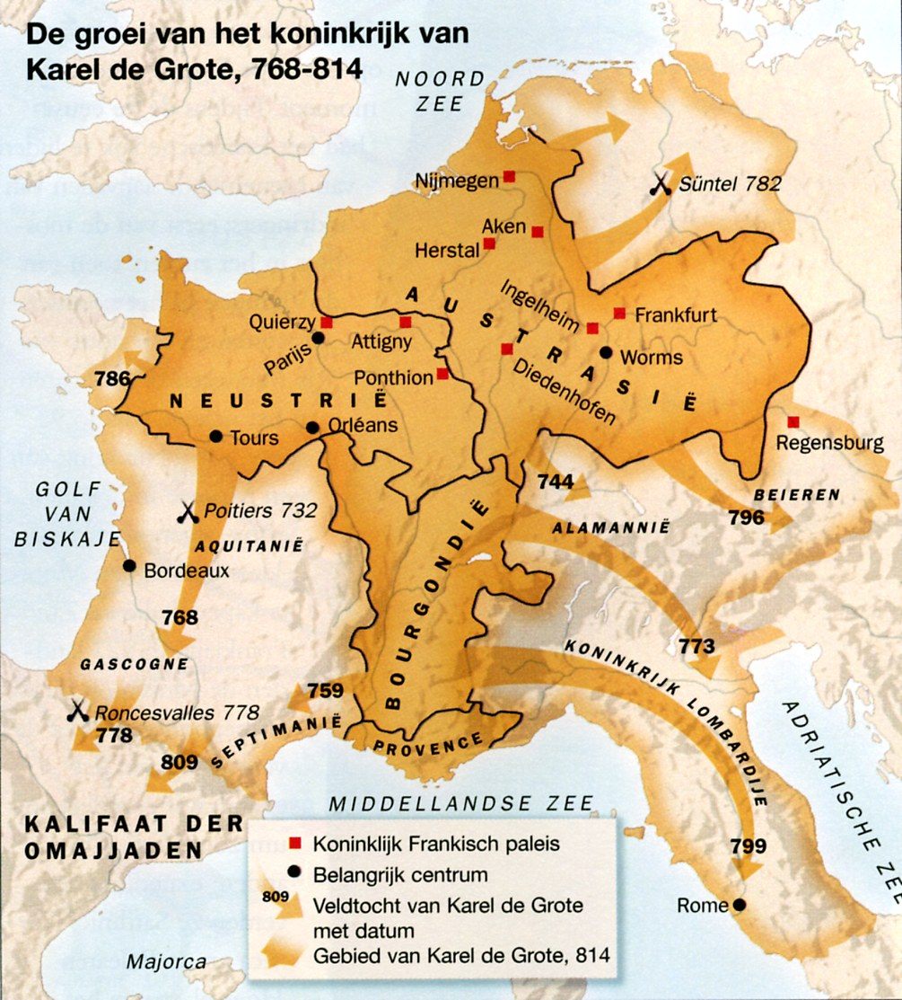 De groei van het koninkrijk van
Karel de Grote, 768-814
NOORD
ZEE
Nijmegen
Süntel 782
Aken
Herstal
AUSTRASIË
Ingelheim
Frankfurt
Quierzy
Attigny
Parijs
Worms
Diedenhofen
Ponthion
786
NEUSTRIË
Orléans
Tours
Regensburg
744
BEIEREN
796
GOLF
VAN
BISKAJE
Poitiers 732
ALAMANNIË
AQUITANIË
Bordeaux
BOURGONDIË
768
773
KONINKRIJK LOMBARDIJE
GASCOGNE
759
Roncesvalles 778
778
SEPTIMANIË
PROVENCE
809
ADRIATISCHE ZEE
MIDDELLANDSE ZEE
KALIFAAT DER
OMAJJADEN
799
Rome
Koninklijk Frankisch paleis
Belangrijk centrum
809
Veldtocht van Karel de Grote
met datum
Gebied van Karel de Grote, 814
Majorca